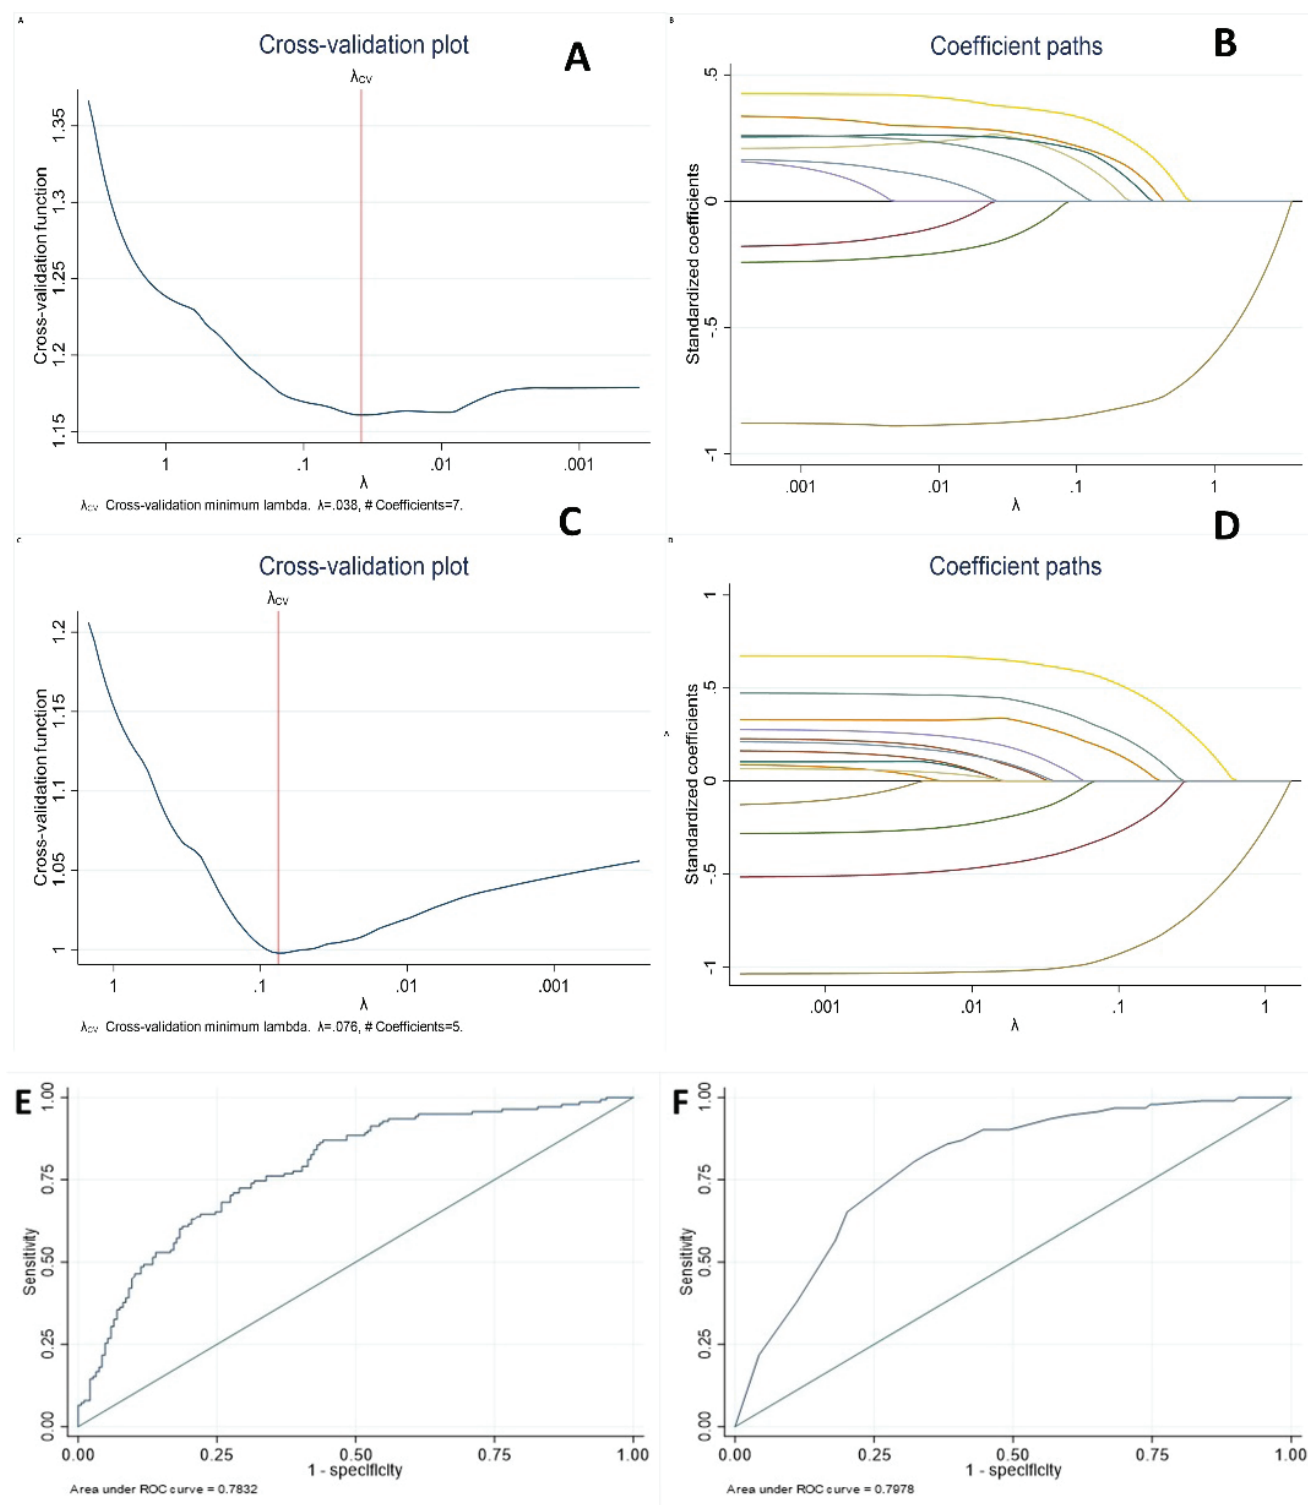 A
Cross-validation plot
A
λCV
Cross-validation function
1.35
1.3
1.25
1.2
1.15
1
.1
.01
.001
λ
λCV Cross-validation minimum lambda. λ=.038, # Coefficients=7.
B
Coefficient paths
B
Standardized coefficients
.5
0
-.5
-1
.001
.01
.1
1
λ
C
C
Cross-validation plot
λCV
Cross-validation function
1.2
1.15
1.1
1.05
1
1
.1
.01
.001
λ
λCV Cross-validation minimum lambda. λ=.076, # Coefficients=5.
D
D
Coefficient paths
A
Standardized coefficients
1
.5
0
-.5
-1
.001
.01
.1
1
λ
E
Sensitivity
1.00
0.75
0.50
0.25
0.00
0.00
0.25
0.50
0.75
1.00
1 - specificity
Area under ROC curve = 0.7832
F
Sensitivity
1.00
0.75
0.50
0.25
0.00
0.00
0.25
0.50
0.75
1.00
1 - specificity
Area under ROC curve = 0.7978